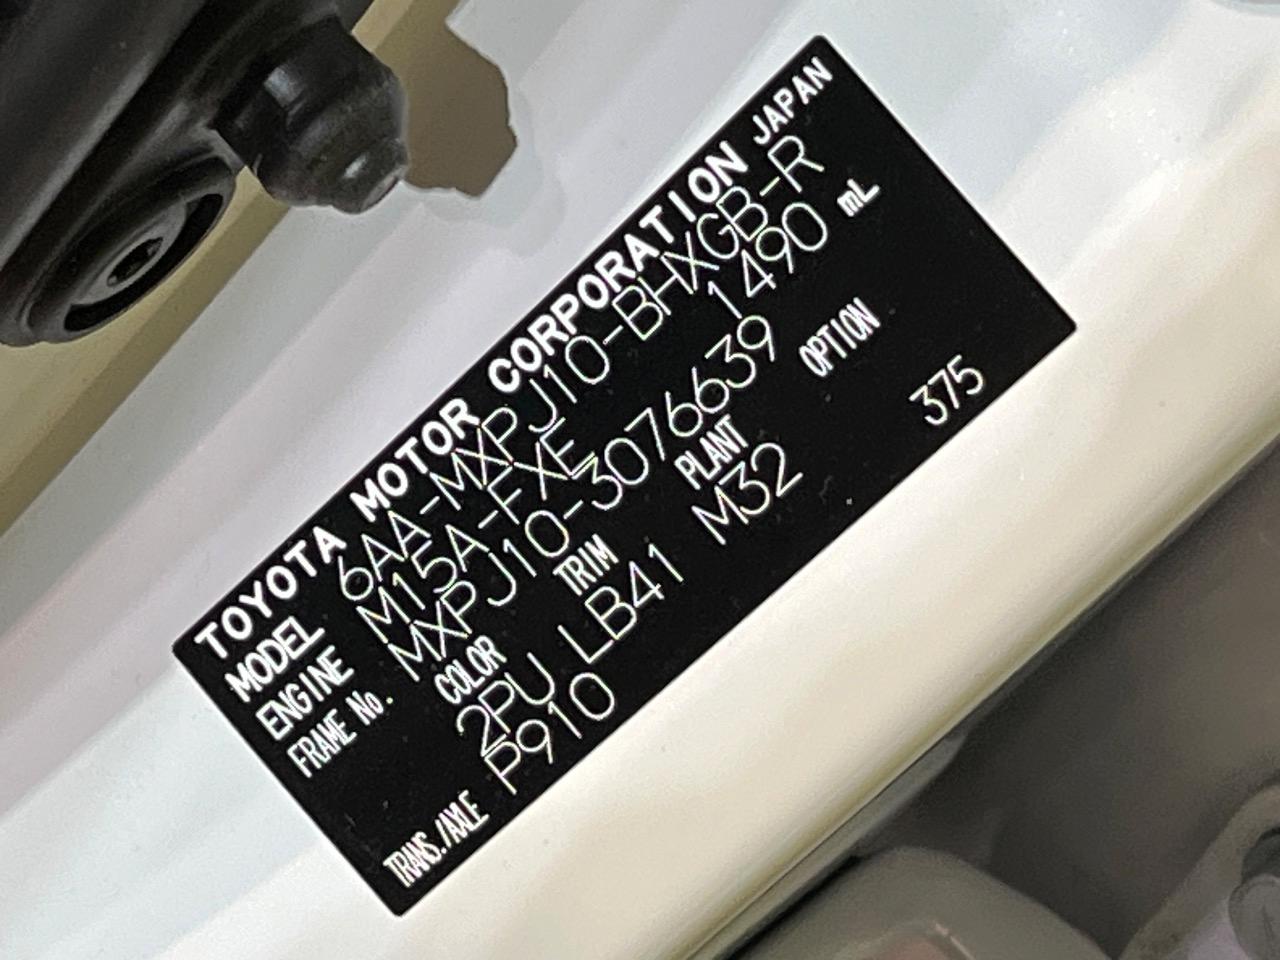 TOYOTA MOTOR CORPORATION JAPAN
MODEL 6AA-MXPJ10-BHXGB-R
ENGINE M15A-FXE 1490 mL
FRAME No. MXPJ10-3076639
COLOR TRIM PLANT OPTION
2PU LB41 M32 375
TRANS./AXLE P910